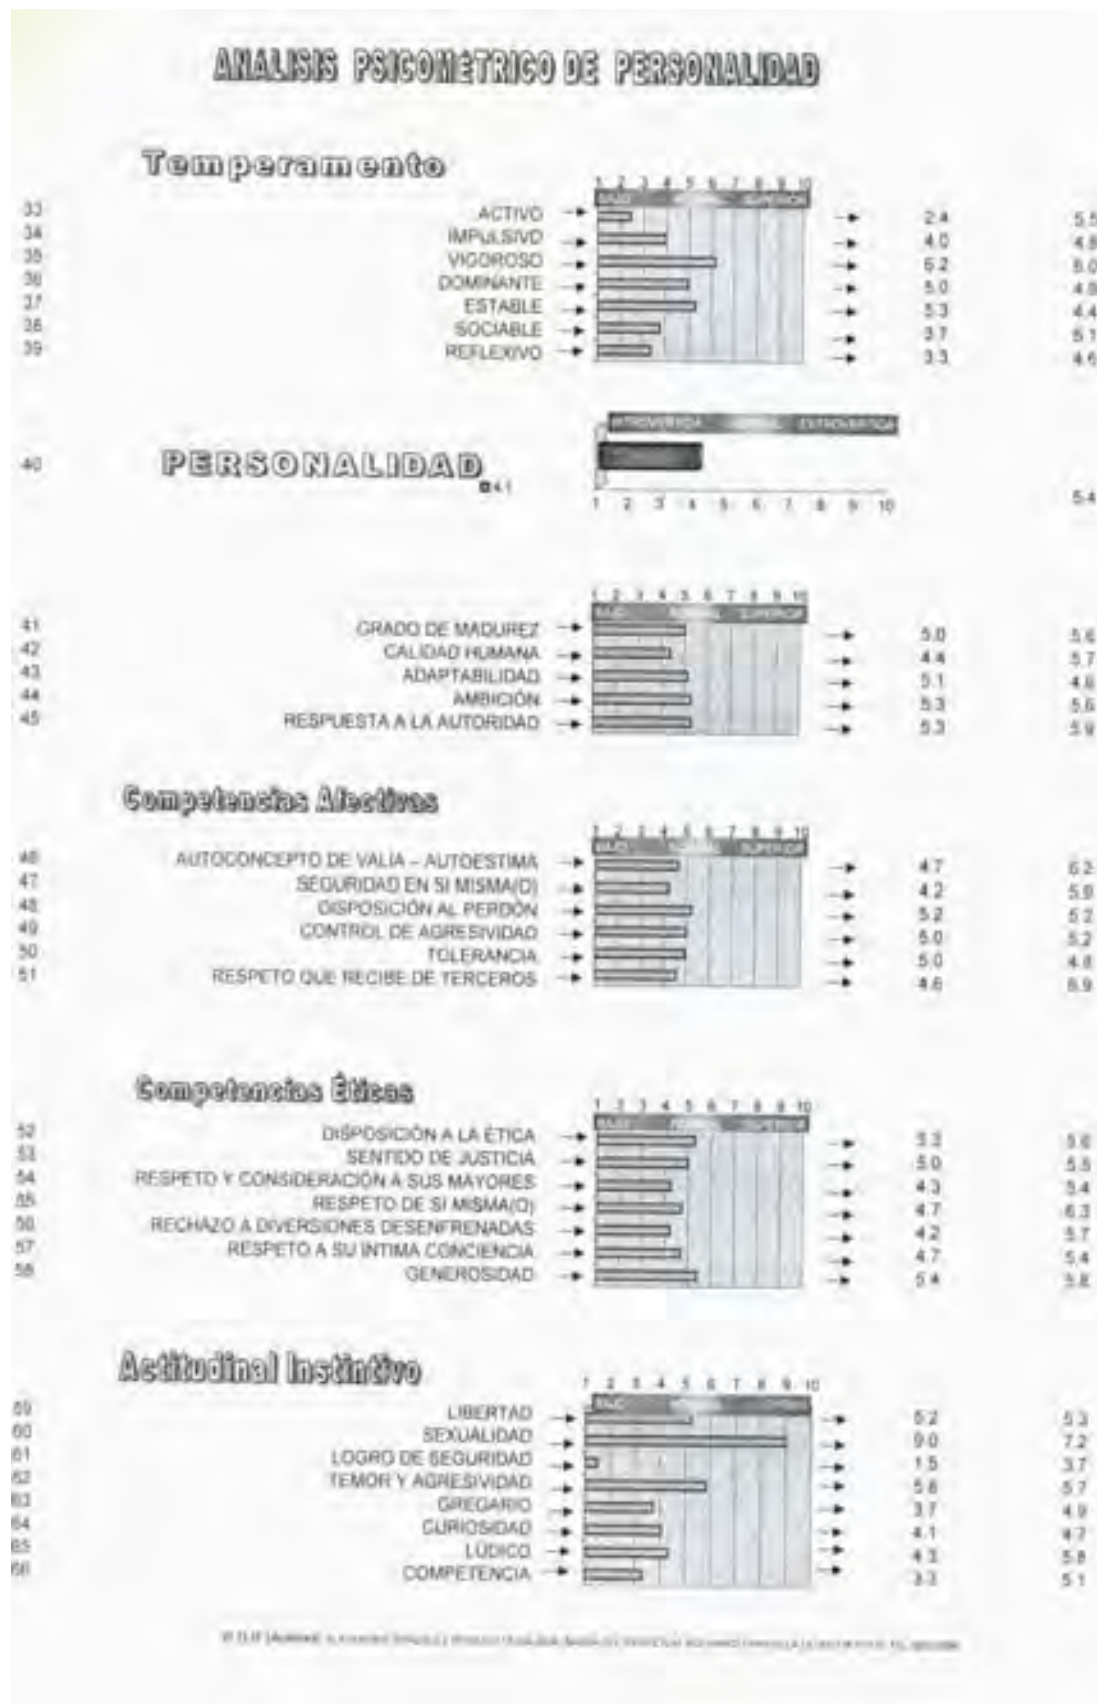 ANÁLISIS PSICOMÉTRICO DE PERSONALIDAD
Temperamento
1 2 3 4 5 6 7 8 9 10
BAJO SUPERIOR
33 ACTIVO 2.4 5.5
34 IMPULSIVO 4.0 4.8
35 VIGOROSO 6.2
36 DOMINANTE 5.0 4.9
37 ESTABLE 5.3 4.4
38 SOCIABLE 3.7 5.1
39 REFLEXIVO 3.3 4.6
INTROVERTIDA EXTROVERTIDA
40 PERSONALIDAD
4.1
1 2 3 4 5 6 7 8 9 10 5.4
1 2 3 4 5 6 7 8 9 10
BAJO SUPERIOR
41 GRADO DE MADUREZ 5.0 5.6
42 CALIDAD HUMANA 4.4 5.7
43 ADAPTABILIDAD 5.1 4.8
44 AMBICIÓN 5.3 5.6
45 RESPUESTA A LA AUTORIDAD 5.3 5.9
Competencias Afectivas
1 2 3 4 5 6 7 8 9 10
BAJO SUPERIOR
46 AUTOCONCEPTO DE VALIA – AUTOESTIMA 4.7 6.2
47 SEGURIDAD EN SI MISMA(O) 4.2 5.9
48 DISPOSICIÓN AL PERDÓN 5.2 5.2
49 CONTROL DE AGRESIVIDAD 5.0 5.2
50 TOLERANCIA 5.0 4.8
51 RESPETO QUE RECIBE DE TERCEROS 4.6
Competencias Éticas
1 2 3 4 5 6 7 8 9 10
BAJO SUPERIOR
52 DISPOSICIÓN A LA ÉTICA 5.3 5.6
53 SENTIDO DE JUSTICIA 5.0 5.5
54 RESPETO Y CONSIDERACIÓN A SUS MAYORES 4.3 5.4
55 RESPETO DE SI MISMA(O) 4.7 6.3
56 RECHAZO A DIVERSIONES DESENFRENADAS 4.2 5.7
57 RESPETO A SU INTIMA CONCIENCIA 4.7 5.4
58 GENEROSIDAD 5.4 5.8
Actitudinal Instintivo
1 2 3 4 5 6 7 8 9 10
59 LIBERTAD 5.2 5.3
60 SEXUALIDAD 9.0 7.2
61 LOGRO DE SEGURIDAD 1.5 3.7
62 TEMOR Y AGRESIVIDAD 5.8 5.7
63 GREGARIO 3.7 4.9
64 CURIOSIDAD 4.1 4.7
65 LÚDICO 4.3 5.8
66 COMPETENCIA 3.3 5.1